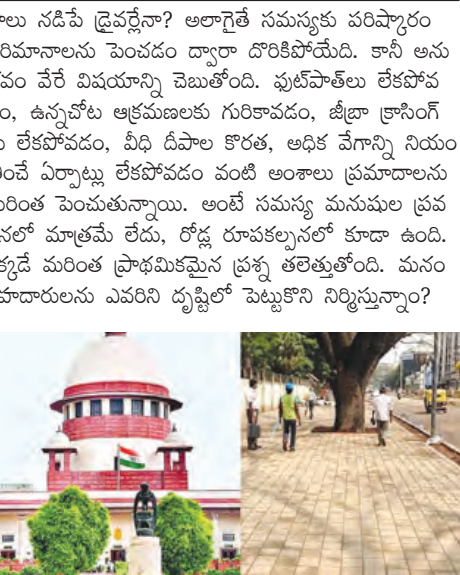 లు నడిపే డ్రైవర్లేనా? అలాగైతే సమస్యకు పరిష్కారం
రిమానాలను పెంచడం ద్వారా దొరికిపోయేది. కానీ అను
వం వేరే విషయాన్ని చెబుతోంది. ఫుట్‌పాత్‌లు లేకపోవ
ం, ఉన్నచోట ఆక్రమణలకు గురికావడం, జీబ్రా క్రాసింగ్
లేకపోవడం, వీధి దీపాల కొరత, అధిక వేగాన్ని నియం
ంచే ఏర్పాట్లు లేకపోవడం వంటి అంశాలు ప్రమాదాలను
రింత పెంచుతున్నాయి. అంటే సమస్య మనుషుల ప్రవ
నలో మాత్రమే లేదు, రోడ్ల రూపకల్పనలో కూడా ఉంది.
క్కడే మరింత ప్రాథమికమైన ప్రశ్న తలెత్తుతోంది. మనం
హదారులను ఎవరిని దృష్టిలో పెట్టుకొని నిర్మిస్తున్నాం?